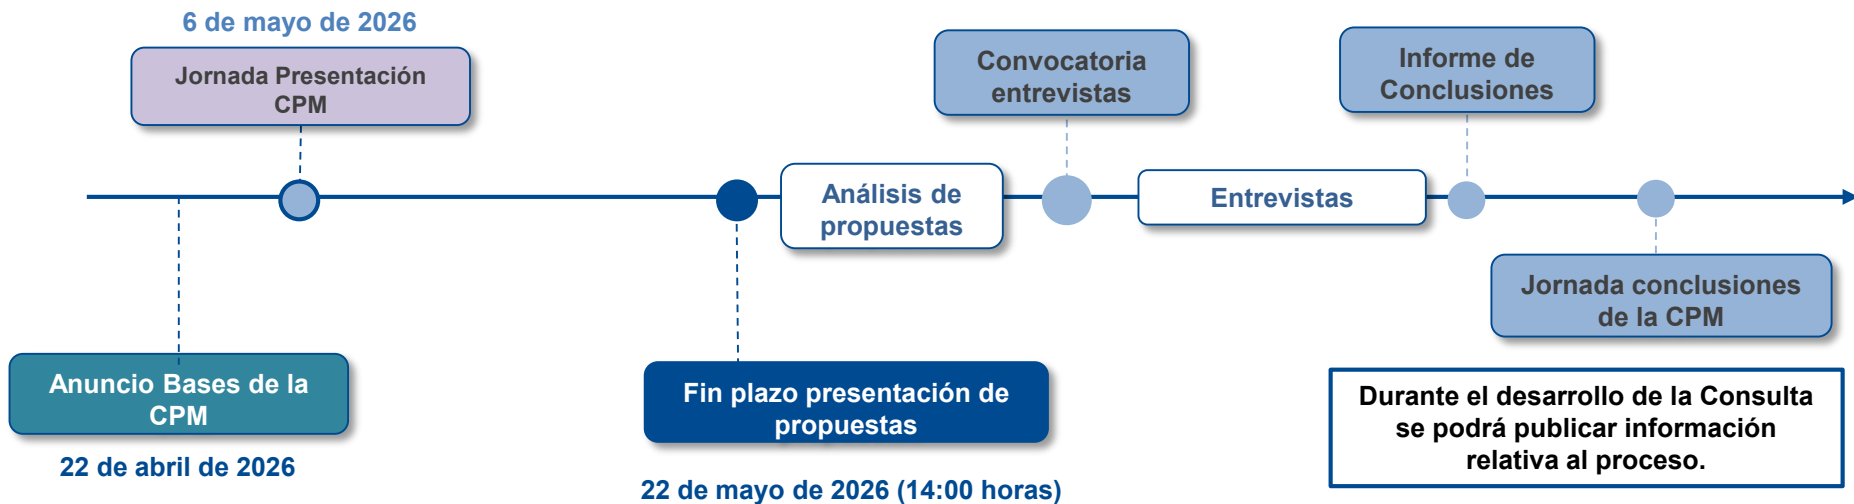 6 de mayo de 2026
Jornada Presentación
CPM
Convocatoria
entrevistas
Informe de
Conclusiones
Análisis de
propuestas
Entrevistas
Jornada conclusiones
de la CPM
Anuncio Bases de la
CPM
22 de abril de 2026
Fin plazo presentación de
propuestas
22 de mayo de 2026 (14:00 horas)
Durante el desarrollo de la Consulta
se podrá publicar información
relativa al proceso.